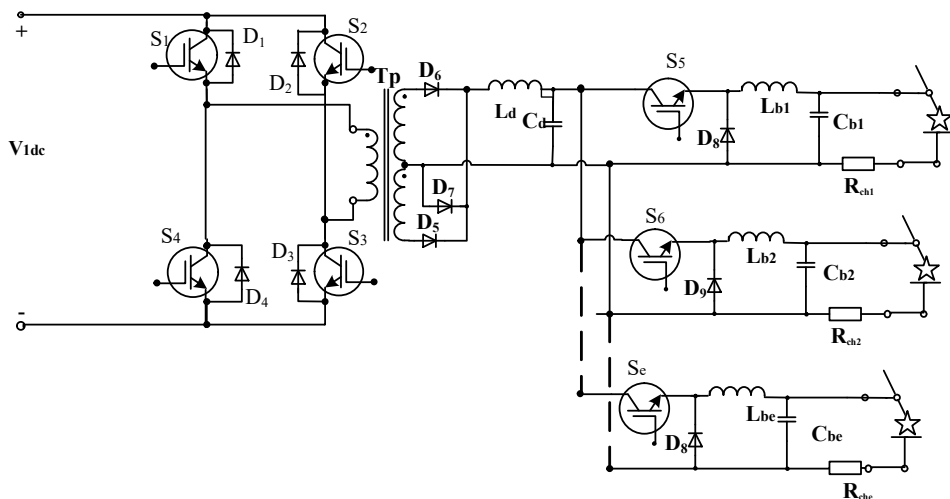 +
S1 D1
S2
D2
Tp
D6
Ld
Cd
S5
Lb1
D8
Cb1
Rch1
V1dc
D7
D5
S4
D4
D3
S3
S6
Lb2
D9
Cb2
Rch2
-
Se
Lbe
D8
Cbe
Rche